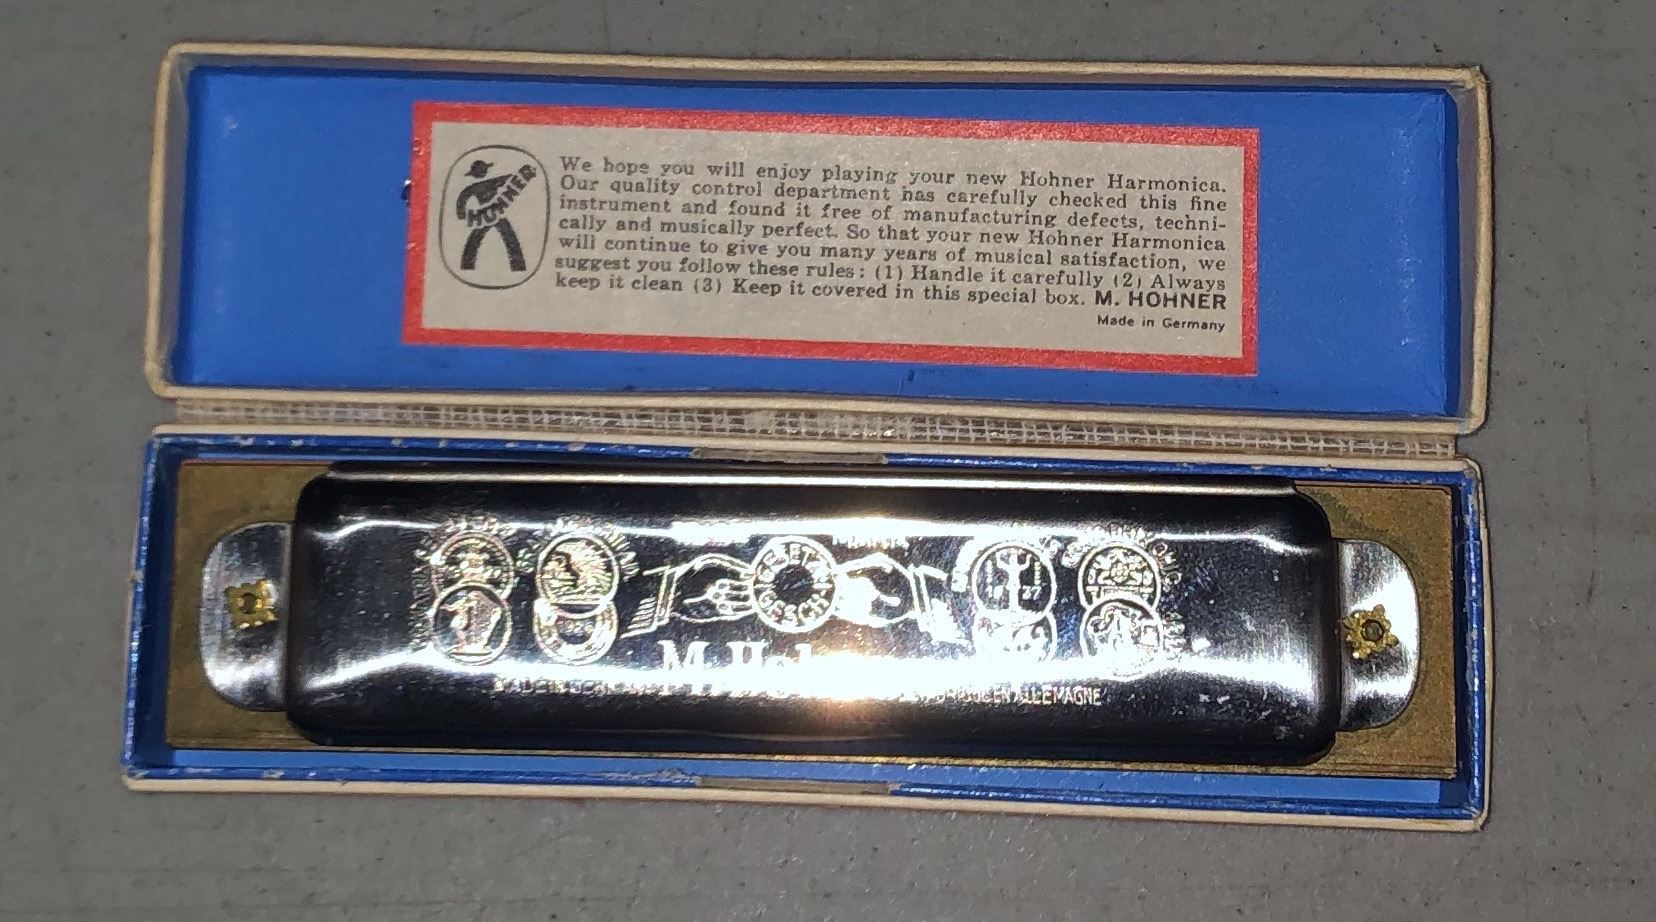 HOHNER
We hope you will enjoy playing your new Hohner Harmonica.
Our quality control department has carefully checked this fine
instrument and found it free of manufacturing defects, techni-
cally and musically perfect. So that your new Hohner Harmonica
will continue to give you many years of musical satisfaction, we
suggest you follow these rules: (1) Handle it carefully (2) Always
keep it clean (3) Keep it covered in this special box. M. HOHNER
Made in Germany
GESETZ.
GESCH.
M.
ALLEMAGNE